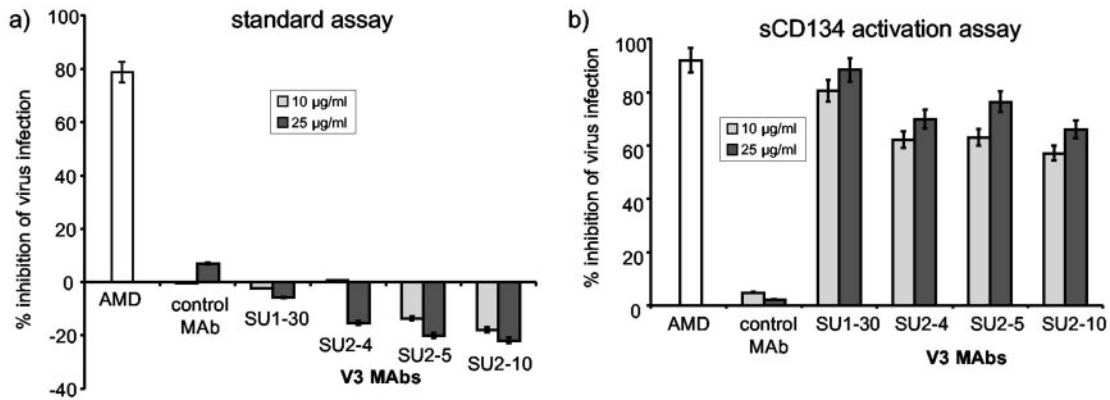 a)
standard assay
% inhibition of virus infection
100
80
60
40
20
0
-20
-40
10 µg/ml
25 µg/ml
AMD
control
MAb
SU1-30
SU2-4
SU2-5
SU2-10
V3 MAbs
b)
sCD134 activation assay
% inhibition of virus infection
100
80
60
40
20
0
10 µg/ml
25 µg/ml
AMD
control
MAb
SU1-30
SU2-4
SU2-5
SU2-10
V3 MAbs